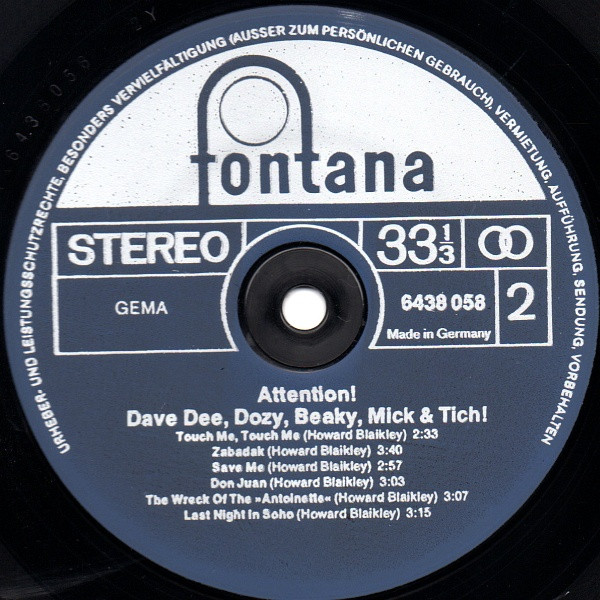 URHEBER- UND LEISTUNGSSCHUTZRECHTE, BESONDERS VERVIELFÄLTIGUNG (AUSSER ZUM PERSÖNLICHEN GEBRAUCH), VERMIETUNG, AUFFÜHRUNG, SENDUNG, VORBEHALTEN
fontana
STEREO
33⅓
GEMA
6438 058
2
Made in Germany
Attention!
Dave Dee, Dozy, Beaky, Mick & Tich!
Touch Me, Touch Me (Howard Blaikley) 2:33
Zabadak (Howard Blaikley) 3:40
Save Me (Howard Blaikley) 2:57
Don Juan (Howard Blaikley) 3:03
The Wreck Of The »Antoinette« (Howard Blaikley) 3:07
Last Night In Soho (Howard Blaikley) 3:15